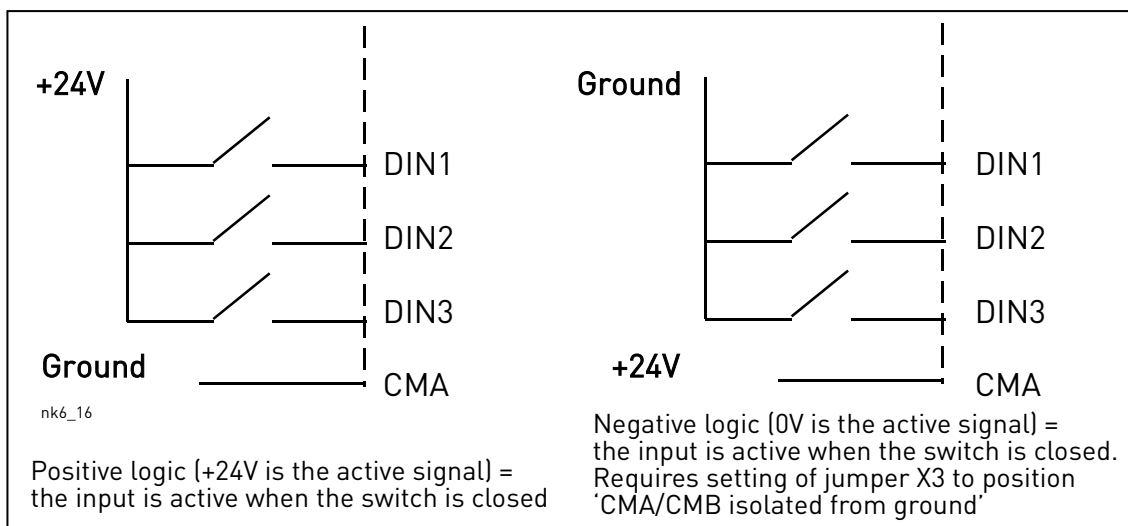 +24V
DIN1
DIN2
DIN3
Ground
CMA
nk6_16
Positive logic (+24V is the active signal) =
the input is active when the switch is closed
Ground
DIN1
DIN2
DIN3
+24V
CMA
Negative logic (0V is the active signal) =
the input is active when the switch is closed.
Requires setting of jumper X3 to position
‘CMA/CMB isolated from ground’